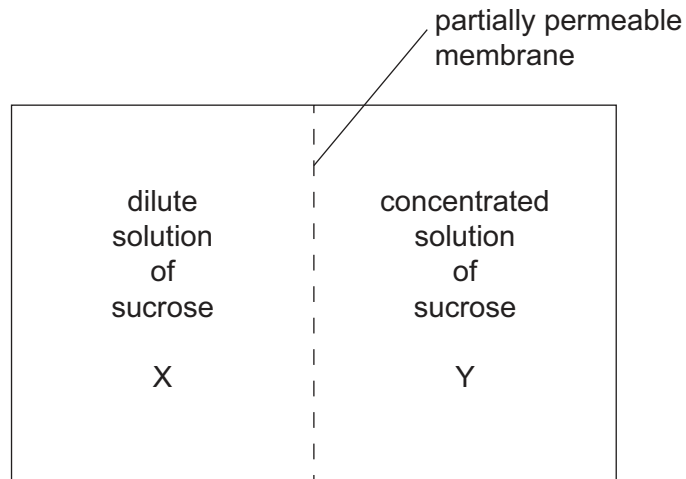 partially permeable
membrane
dilute
solution
of
sucrose
X
concentrated
solution
of
sucrose
Y